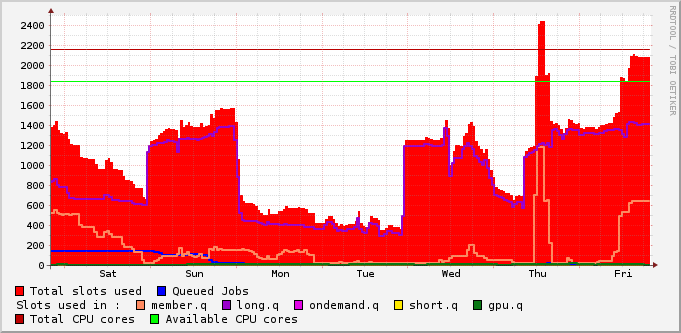 2400
2200
2000
1800
1600
1400
1200
1000
800
600
400
200
0
Sat Sun Mon Tue Wed Thu Fri
RRDTOOL / TOBI OETIKER
Total slots used Queued Jobs
Slots used in : member.q long.q ondemand.q short.q gpu.q
Total CPU cores Available CPU cores